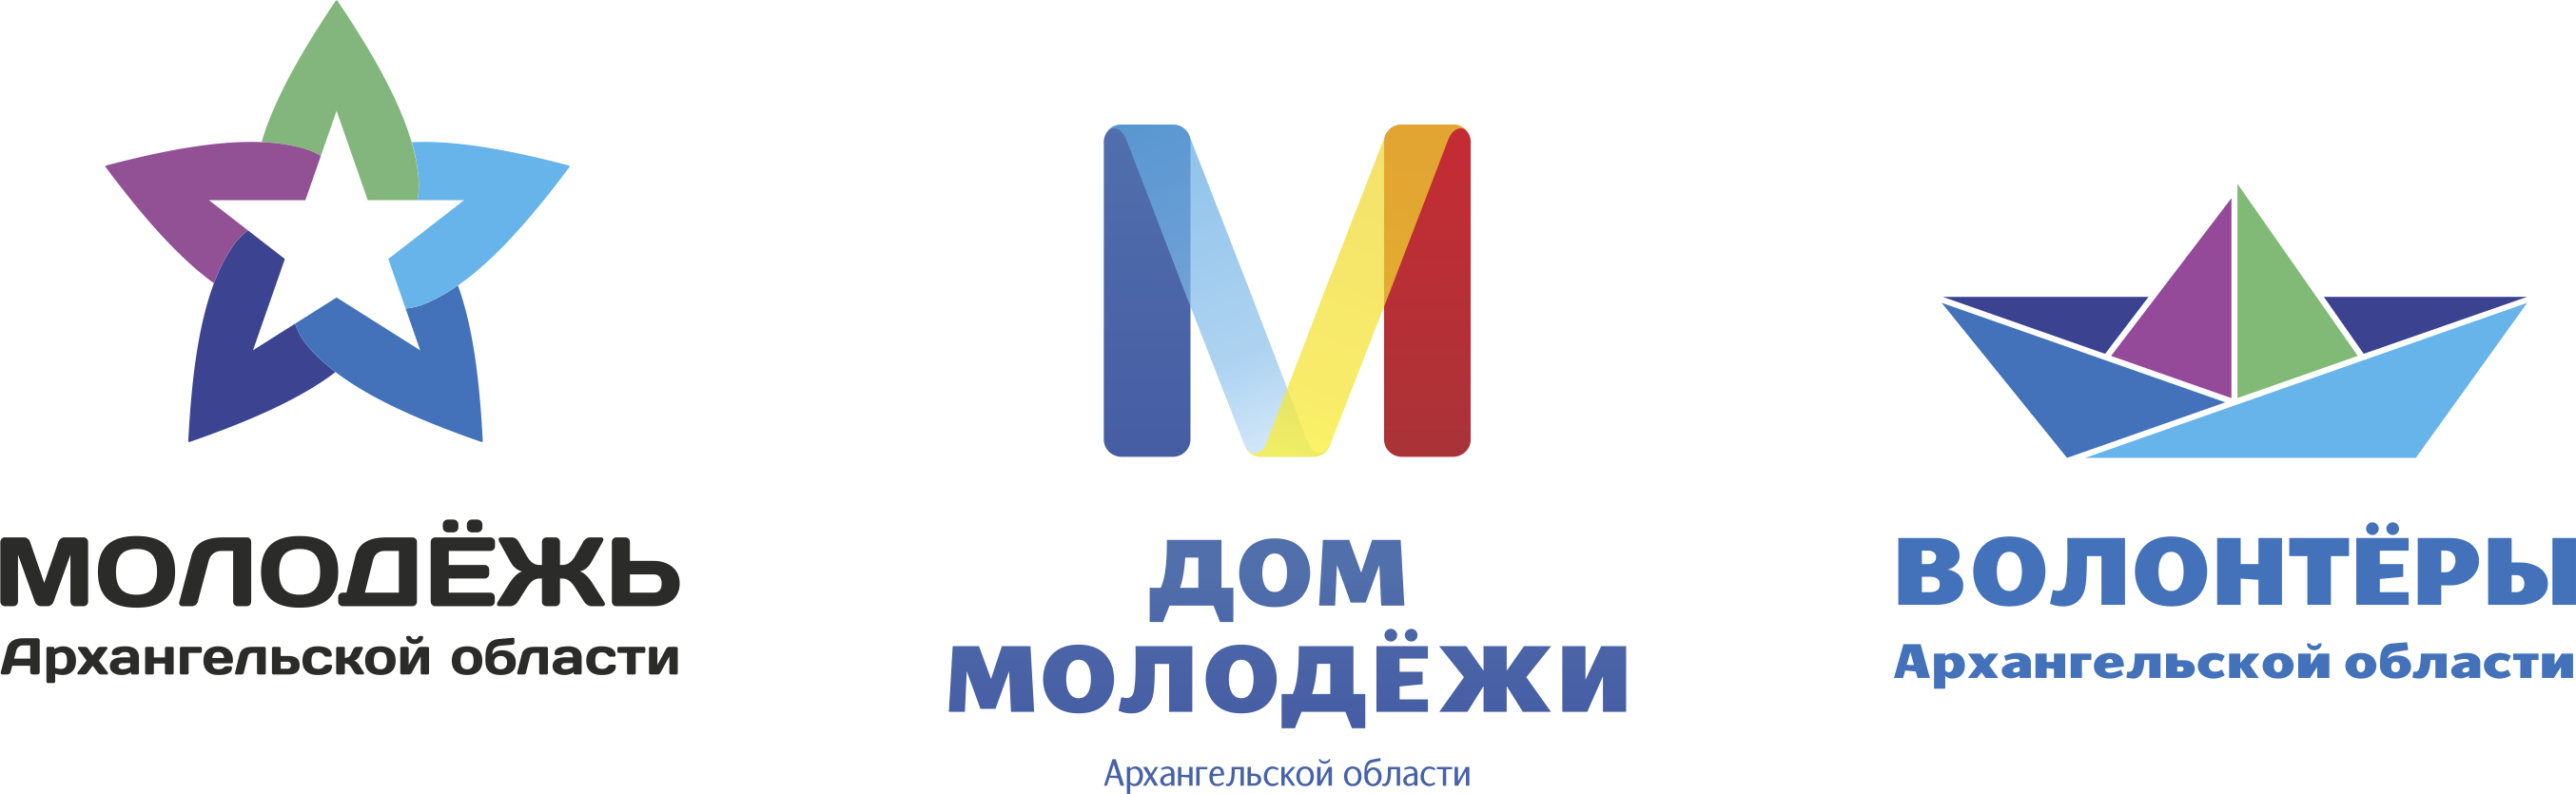 МОЛОДЁЖЬ
Архангельской области
М
ДОМ
МОЛОДЁЖИ
Архангельской области
ВОЛОНТЁРЫ
Архангельской области